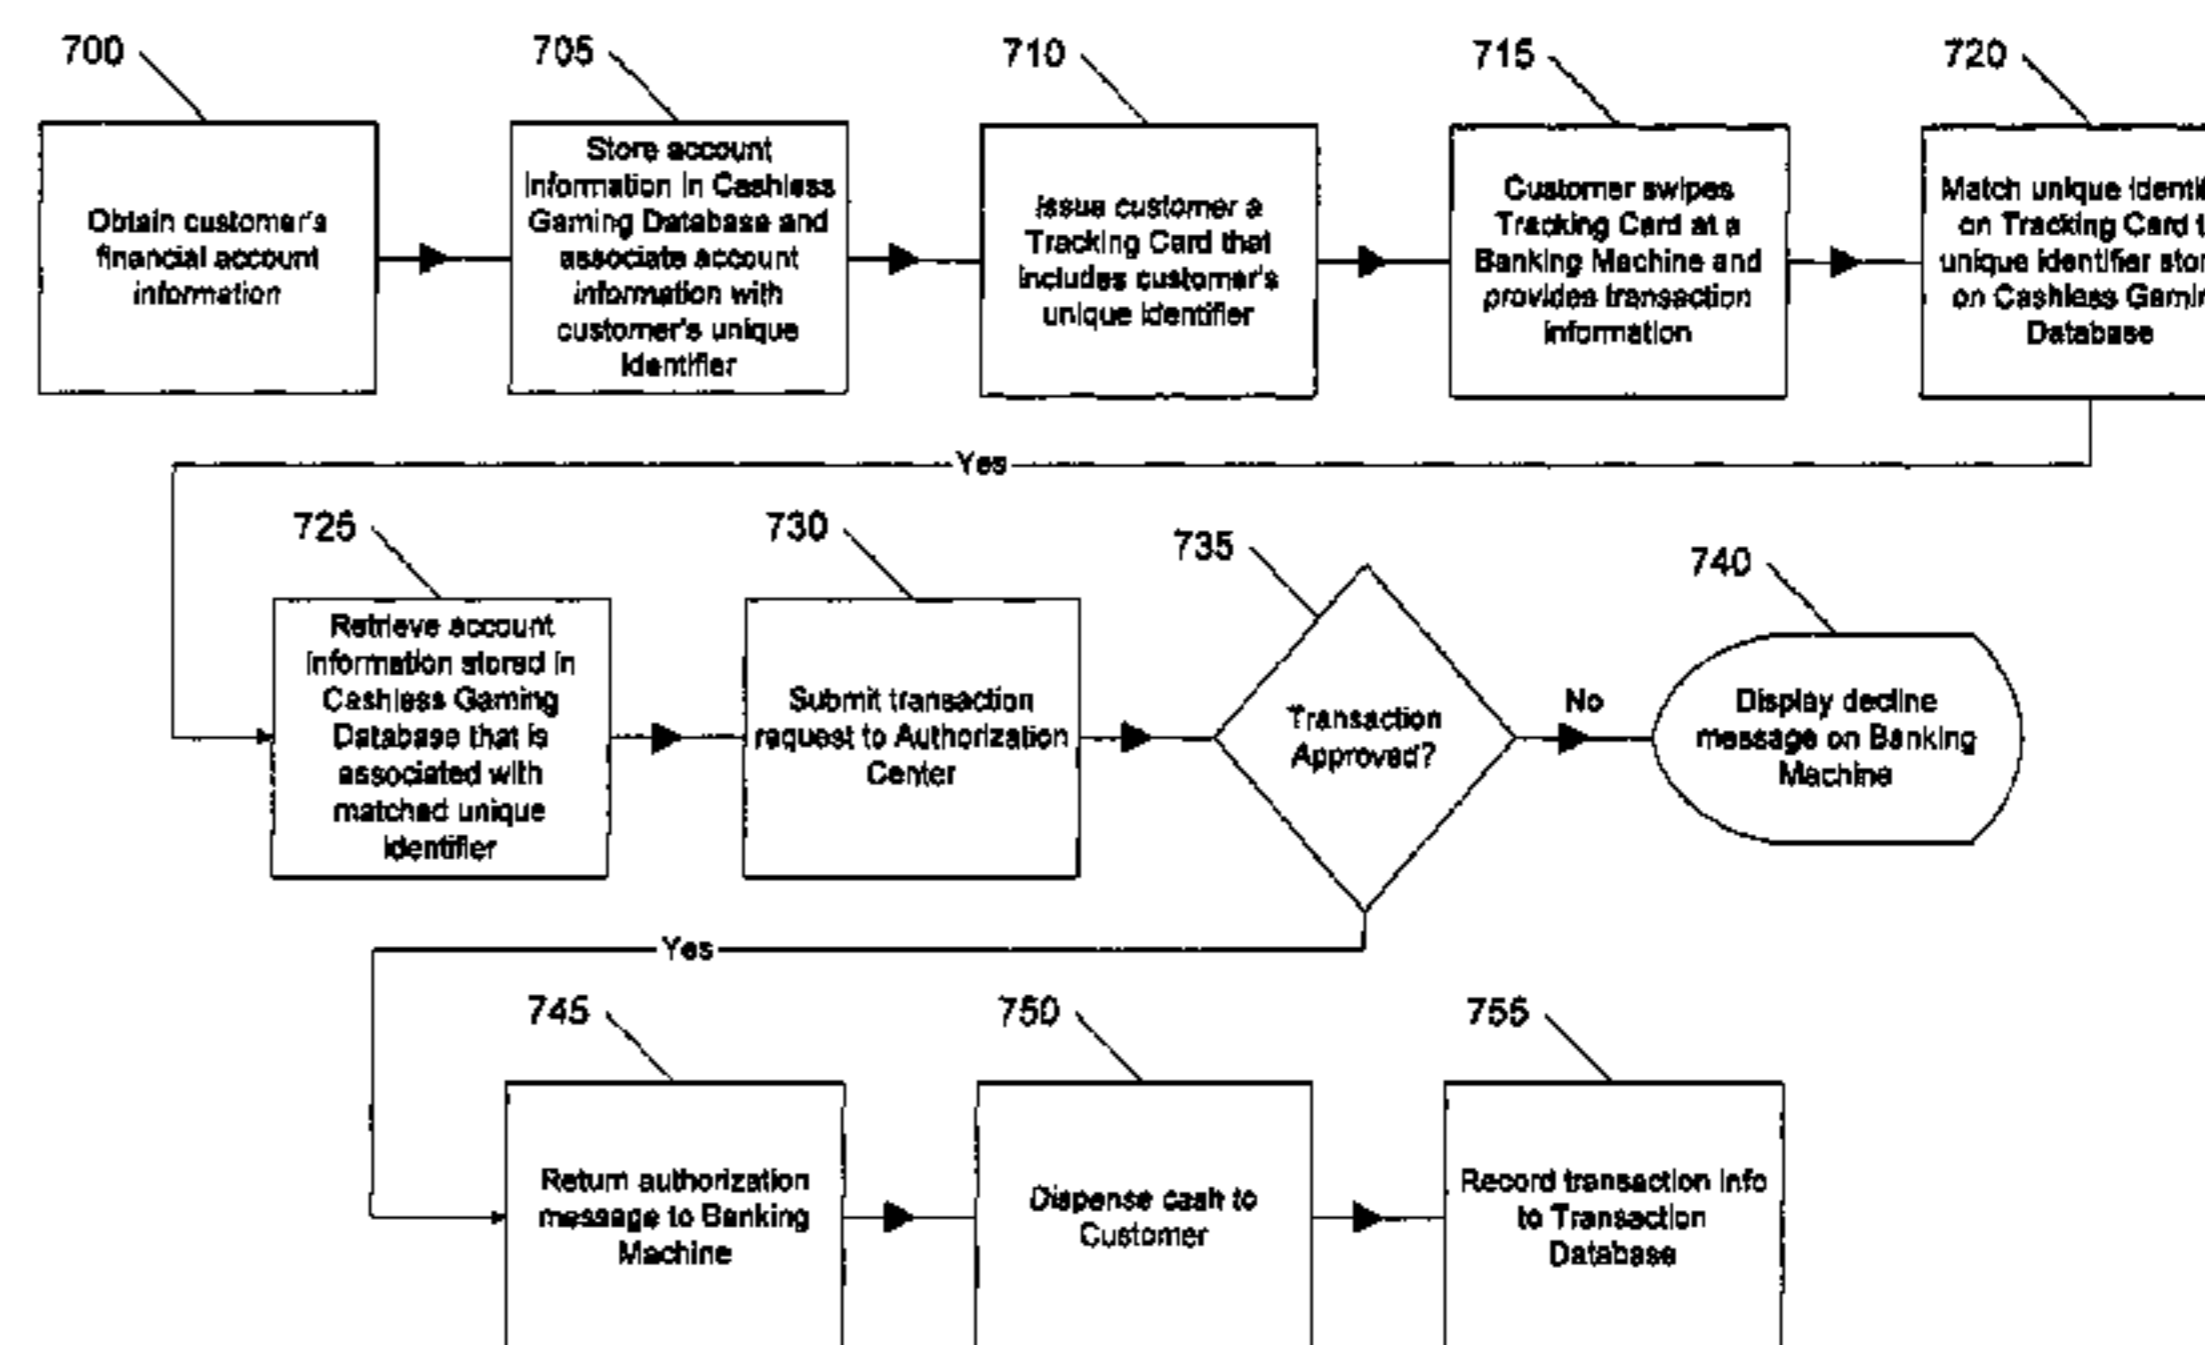 700
705
710
715
720
Obtain customer's
financial account
information
Store account
information in Cashless
Gaming Database and
associate account
information with
customer's unique
identifier
Issue customer a
Tracking Card that
includes customer's
unique identifier
Customer swipes
Tracking Card at a
Banking Machine and
provides transaction
information
Match unique
on Tracking Card
unique identifier
on Cashless
Database
Yes
725
730
735
740
Retrieve account
information stored in
Cashless Gaming
Database that is
associated with
matched unique
identifier
Submit transaction
request to Authorization
Center
Transaction
Approved?
No
Display decline
message on Banking
Machine
Yes
745
750
755
Return authorization
message to Banking
Machine
Dispense cash to
Customer
Record transaction info
to Transaction
Database